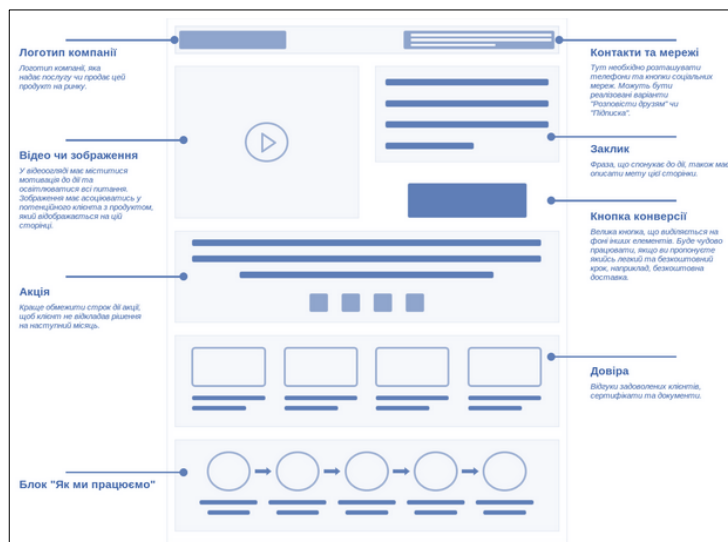 Логотип компанії
Логотип компанії, яка
надає послугу чи продає цей
продукт на ринку.
Відео чи зображення
У відеоогляді має міститися
мотивація до дії та
освітлюватися всі питання.
Зображення має асоціюватись у
потенційного клієнта з продуктом,
який відображається на цій
сторінці.
Акція
Краще обмежити строк дії акції,
щоб клієнт не відкладав рішення
на наступний місяць.
Блок "Як ми працюємо"
Контакти та мережі
Тут необхідно розташувати
телефони та кнопки соціальних
мереж. Можуть бути
реалізовані варіанти
"Розповісти друзям" чи
"Підписка".
Заклик
Фраза, що спонукає до дії, також має
описати мету цієї сторінки.
Кнопка конверсії
Велика кнопка, що виділяється на
фоні інших елементів. Буде чудово
працювати, якщо ви пропонуєте
якийсь легкий та безкоштовний
крок, наприклад, безкоштовна
доставка.
Довіра
Відгуки задоволених клієнтів,
сертифікати та документи.